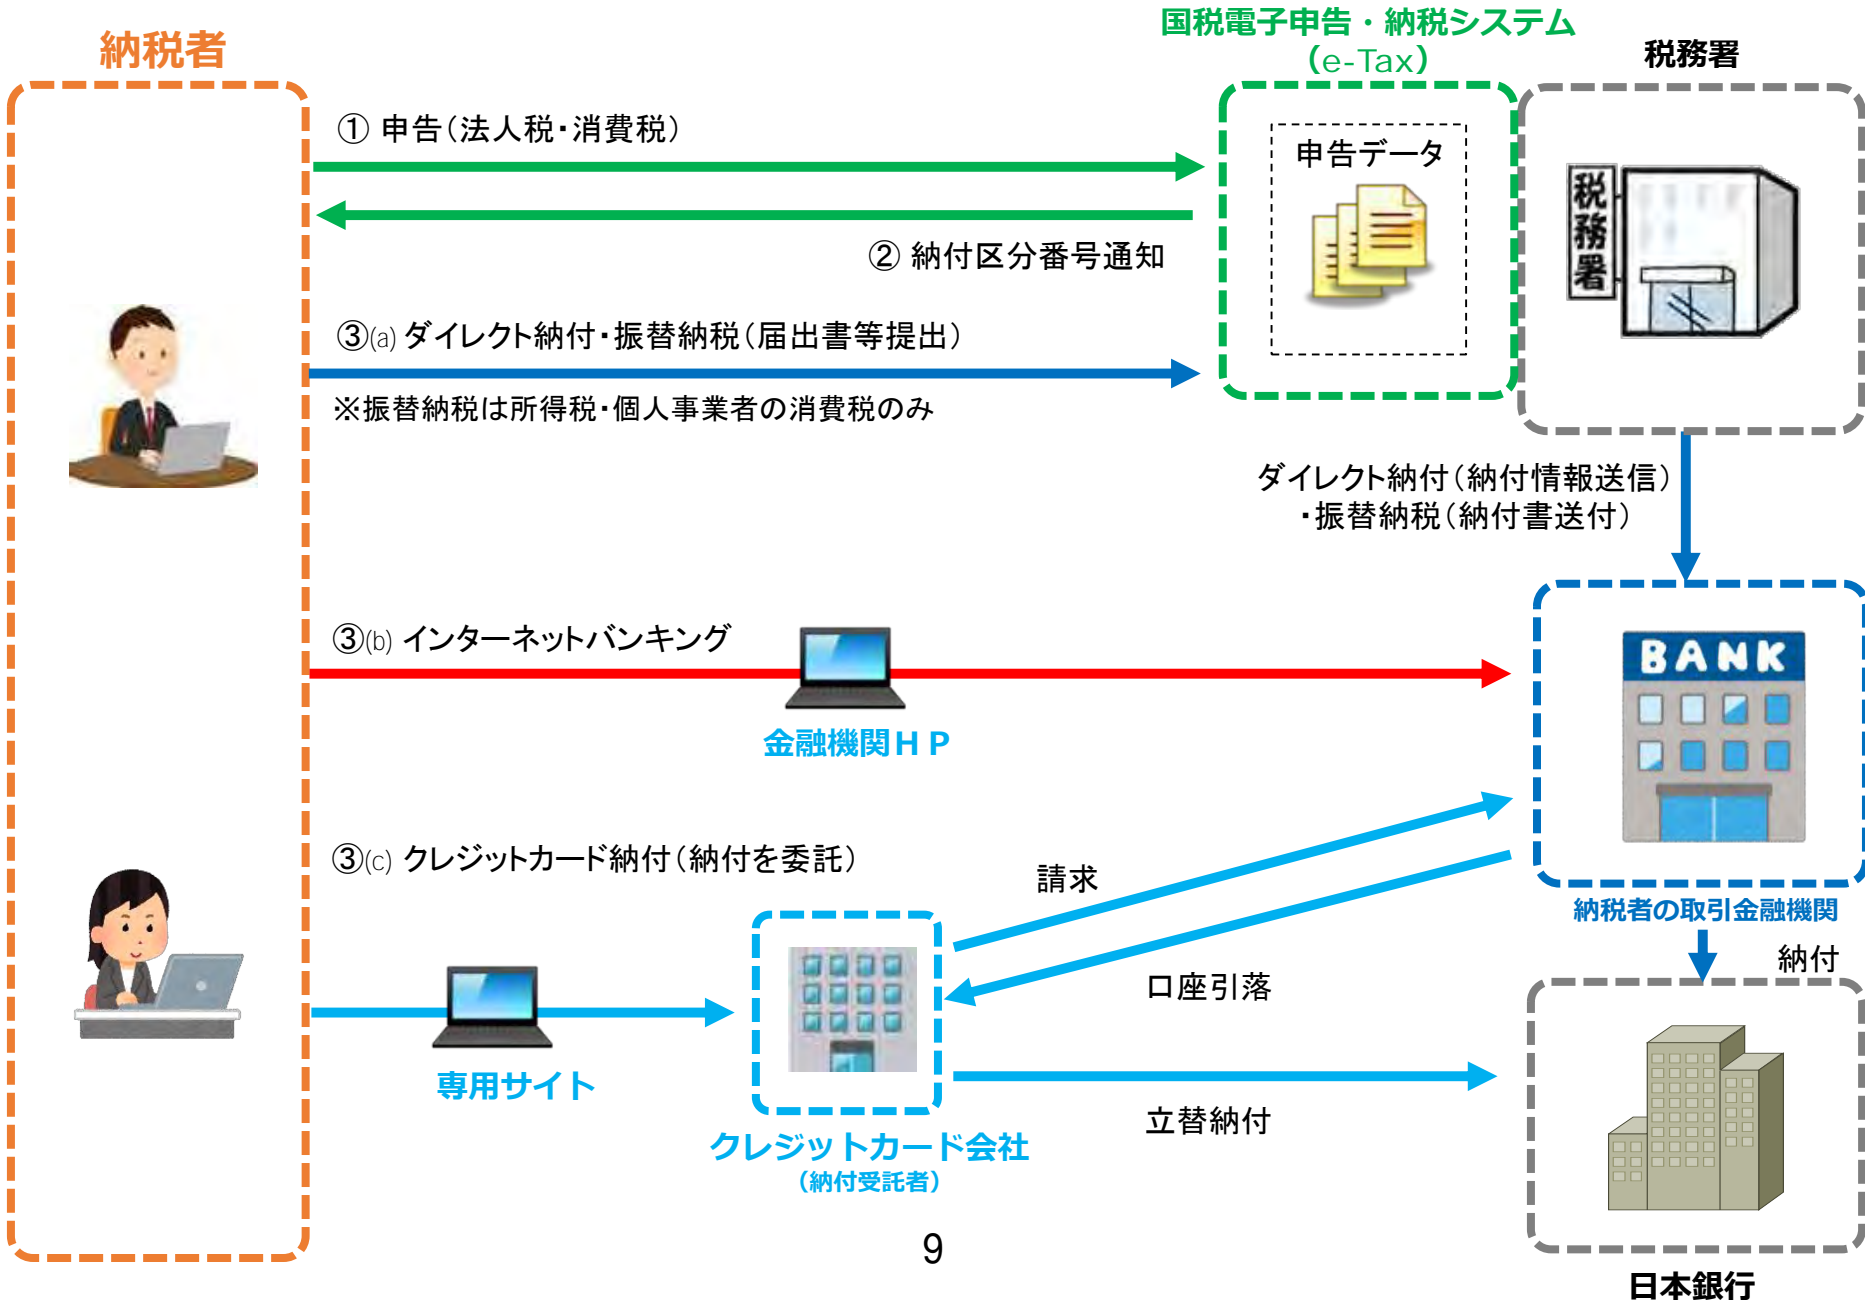 納税者
国税電子申告・納税システム
(e-Tax)
税務署
① 申告(法人税・消費税)
申告データ
税務署
② 納付区分番号通知
③(a) ダイレクト納付・振替納税(届出書等提出)
※振替納税は所得税・個人事業者の消費税のみ
ダイレクト納付(納付情報送信)
・振替納税(納付書送付)
③(b) インターネットバンキング
BANK
金融機関HP
③(c) クレジットカード納付(納付を委託)
請求
納税者の取引金融機関
納付
口座引落
専用サイト
立替納付
クレジットカード会社
(納付受託者)
9
日本銀行